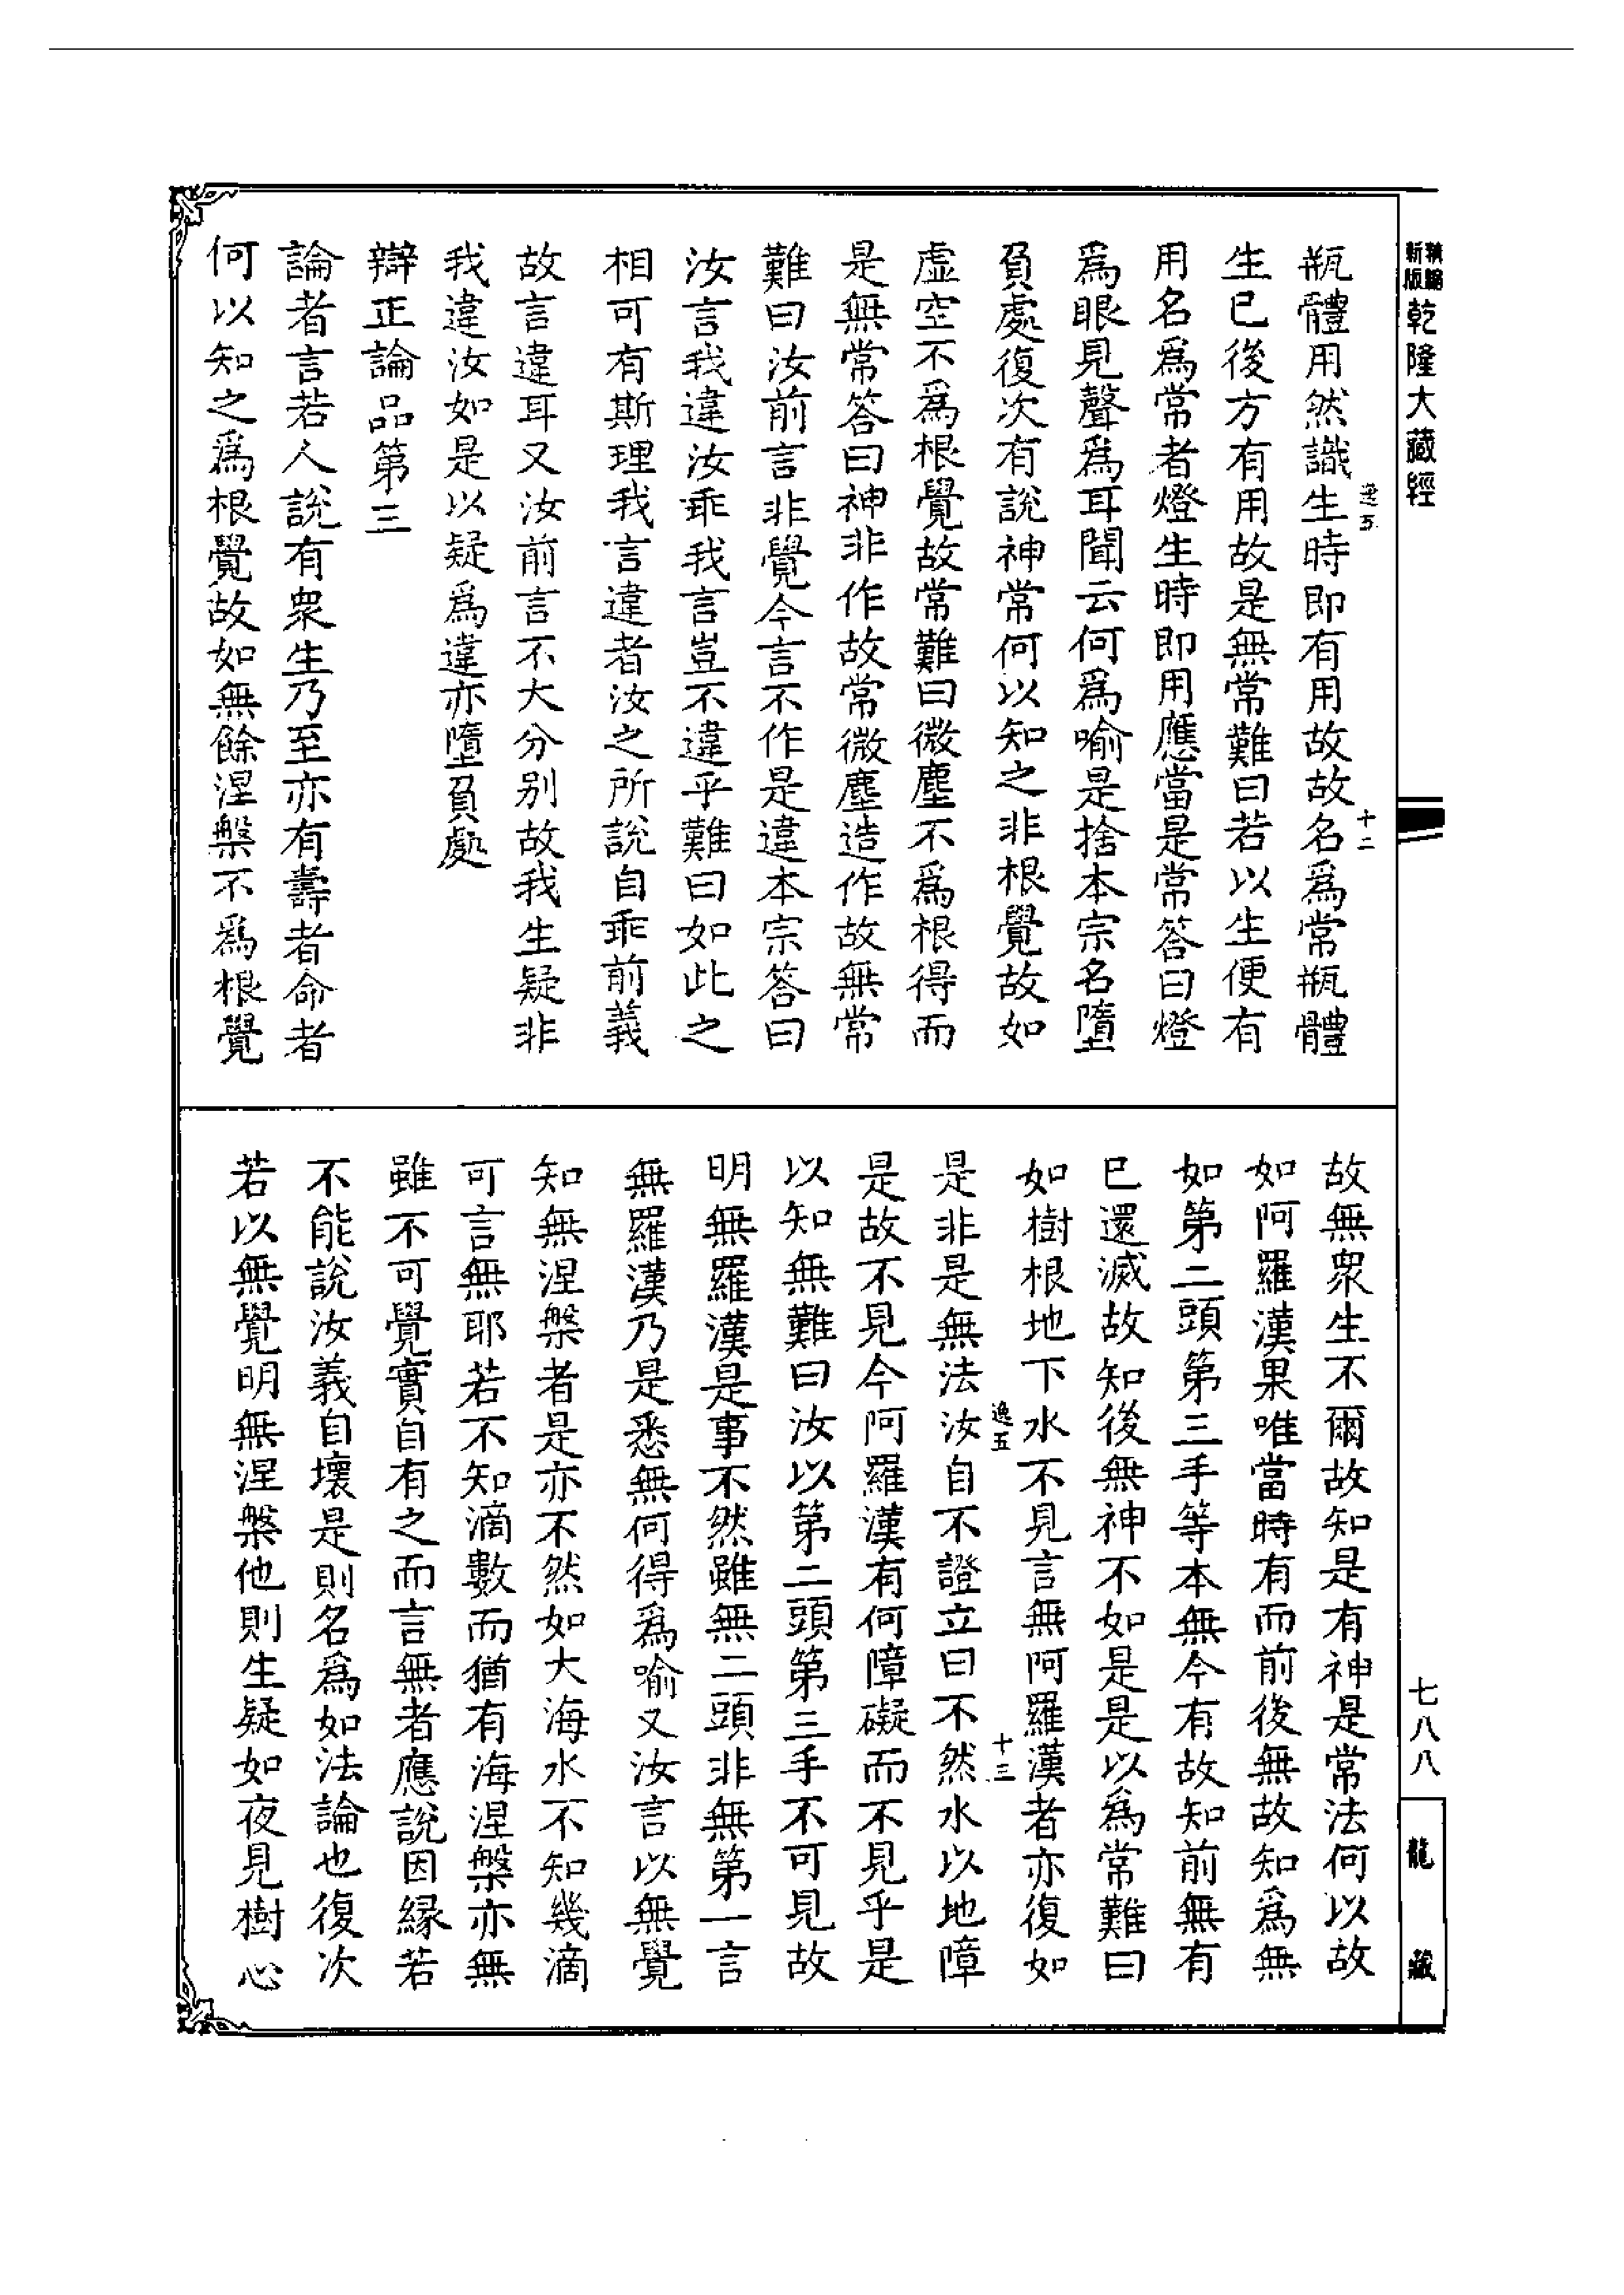 精縮新版乾隆大藏經
瓶體用然識生時即有用故故名爲常瓶體
逸五
十二
生已後方有用故是無常難曰若以生便有
用名爲常者燈生時即用應當是常答曰燈
爲眼見聲爲耳聞云何爲喻是捨本宗名墮
負處復次有說神常何以知之非根覺故如
虛空不爲根覺故常難曰微塵不爲根得而
是無常答曰神非作故常微塵造作故無常
難曰汝前言非覺今言不作是違本宗答曰
汝言我違汝乖我言豈不違乎難曰如此之
相可有斯理我言違者汝之所說自乖前義
故言違耳又汝前言不大分別故我生疑非
我違汝如是以疑爲違亦墮負處
辯正論品第三
論者言若人說有衆生乃至亦有壽者命者
何以知之爲根覺故如無餘涅槃不爲根覺
故無衆生不爾故知是有神是常法何以故
如阿羅漢果唯當時有而前後無故知爲無
如第二頭第三手等本無今有故知前無有
已還滅故知後無神不如是是以爲常難曰
如樹根地下水不見言無阿羅漢者亦復如
逸五
十三
是非是無法汝自不證立曰不然水以地障
是故不見今阿羅漢有何障礙而不見乎是
以知無難曰汝以第二頭第三手不可見故
明無羅漢是事不然雖無二頭非無第一言
無羅漢乃是悉無何得爲喻又汝言以無覺
知無涅槃者是亦不然如大海水不知幾滴
可言無耶若不知滴數而猶有海涅槃亦無
雖不可覺實自有之而言無者應說因緣若
不能說汝義自壞是則名爲如法論也復次
若以無覺明無涅槃他則生疑如夜見樹心
七八八
龍藏